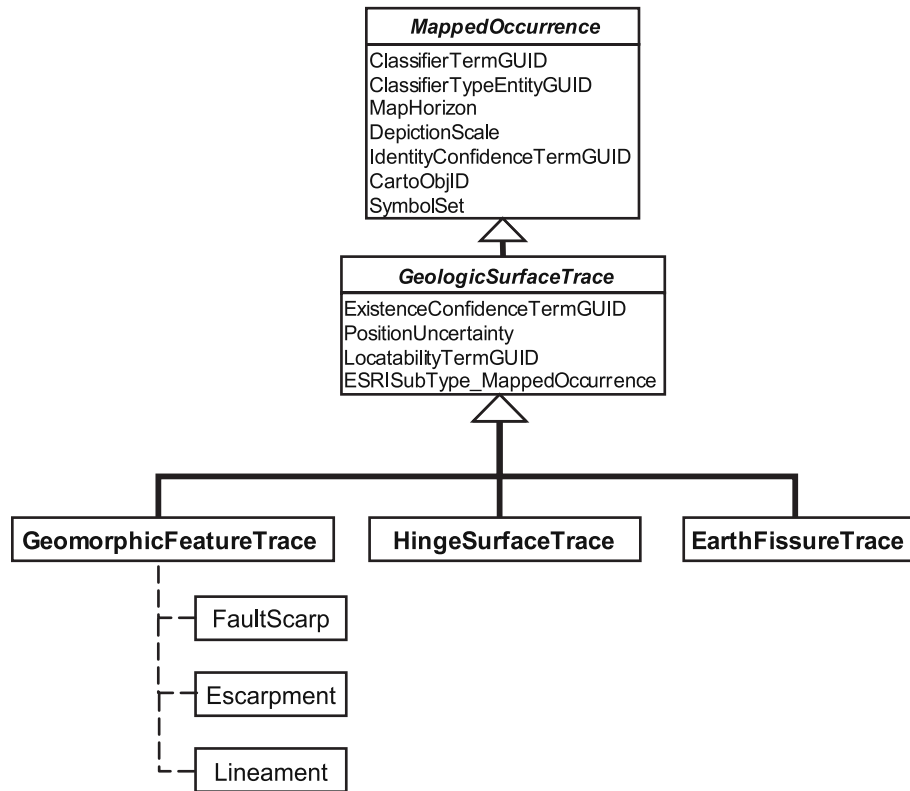 MappedOccurrence
ClassifierTermGUID
ClassifierTypeEntityGUID
MapHorizon
DepictionScale
IdentityConfidenceTermGUID
CartoObjID
SymbolSet
GeologicSurfaceTrace
ExistenceConfidenceTermGUID
PositionUncertainty
LocatabilityTermGUID
ESRISubType_MappedOccurrence
GeomorphicFeatureTrace
HingeSurfaceTrace
EarthFissureTrace
FaultScarp
Escarpment
Lineament